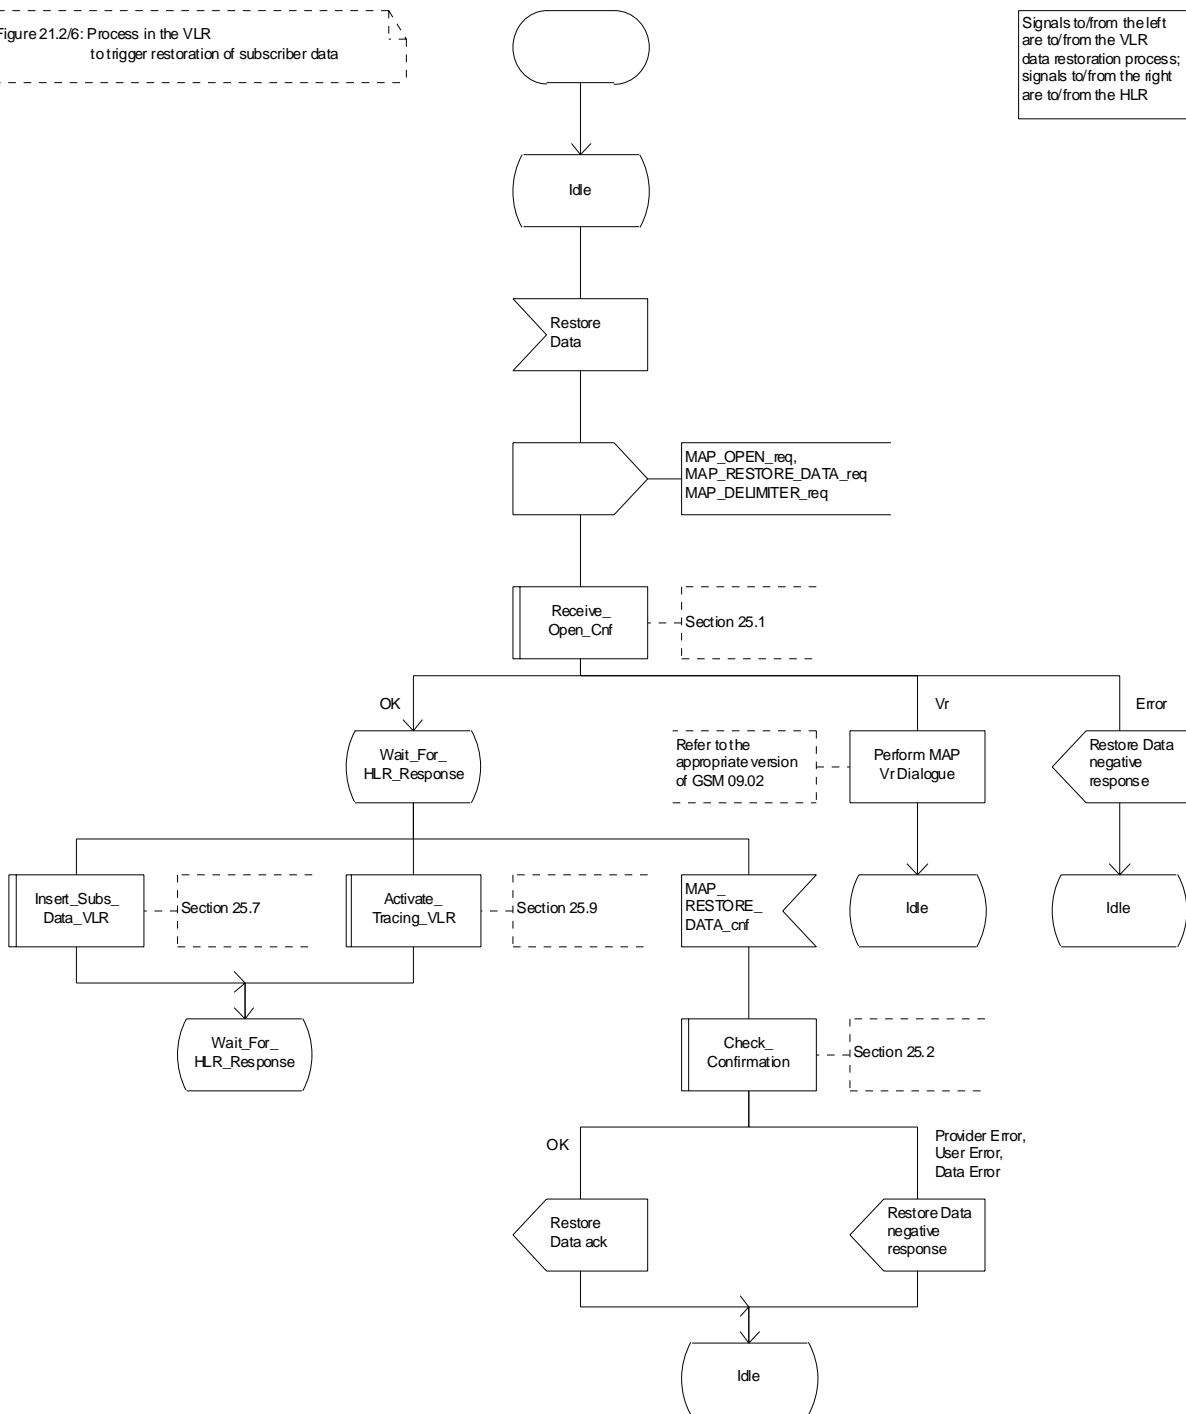 Figure 21.2/6: Process in the VLR
to trigger restoration of subscriber data
Signals to/from the left
are to/from the VLR
data restoration process;
signals to/from the right
are to/from the HLR
Idle
Restore
Data
MAP_OPEN_req,
MAP_RESTORE_DATA_req
MAP_DELIMITER_req
Receive_
Open_Cnf
Section 25.1
OK
Vr
Error
Wait_For_
HLR_Response
Refer to the
appropriate version
of GSM 09.02
Perform MAP
Vr Dialogue
Restore Data
negative
response
Insert_Subs_
Data_VLR
Section 25.7
Activate_
Tracing_VLR
Section 25.9
MAP_
RESTORE_
DATA_cnf
Idle
Idle
Wait_For_
HLR_Response
Check_
Confirmation
Section 25.2
OK
Provider Error,
User Error,
Data Error
Restore
Data ack
Restore Data
negative
response
Idle